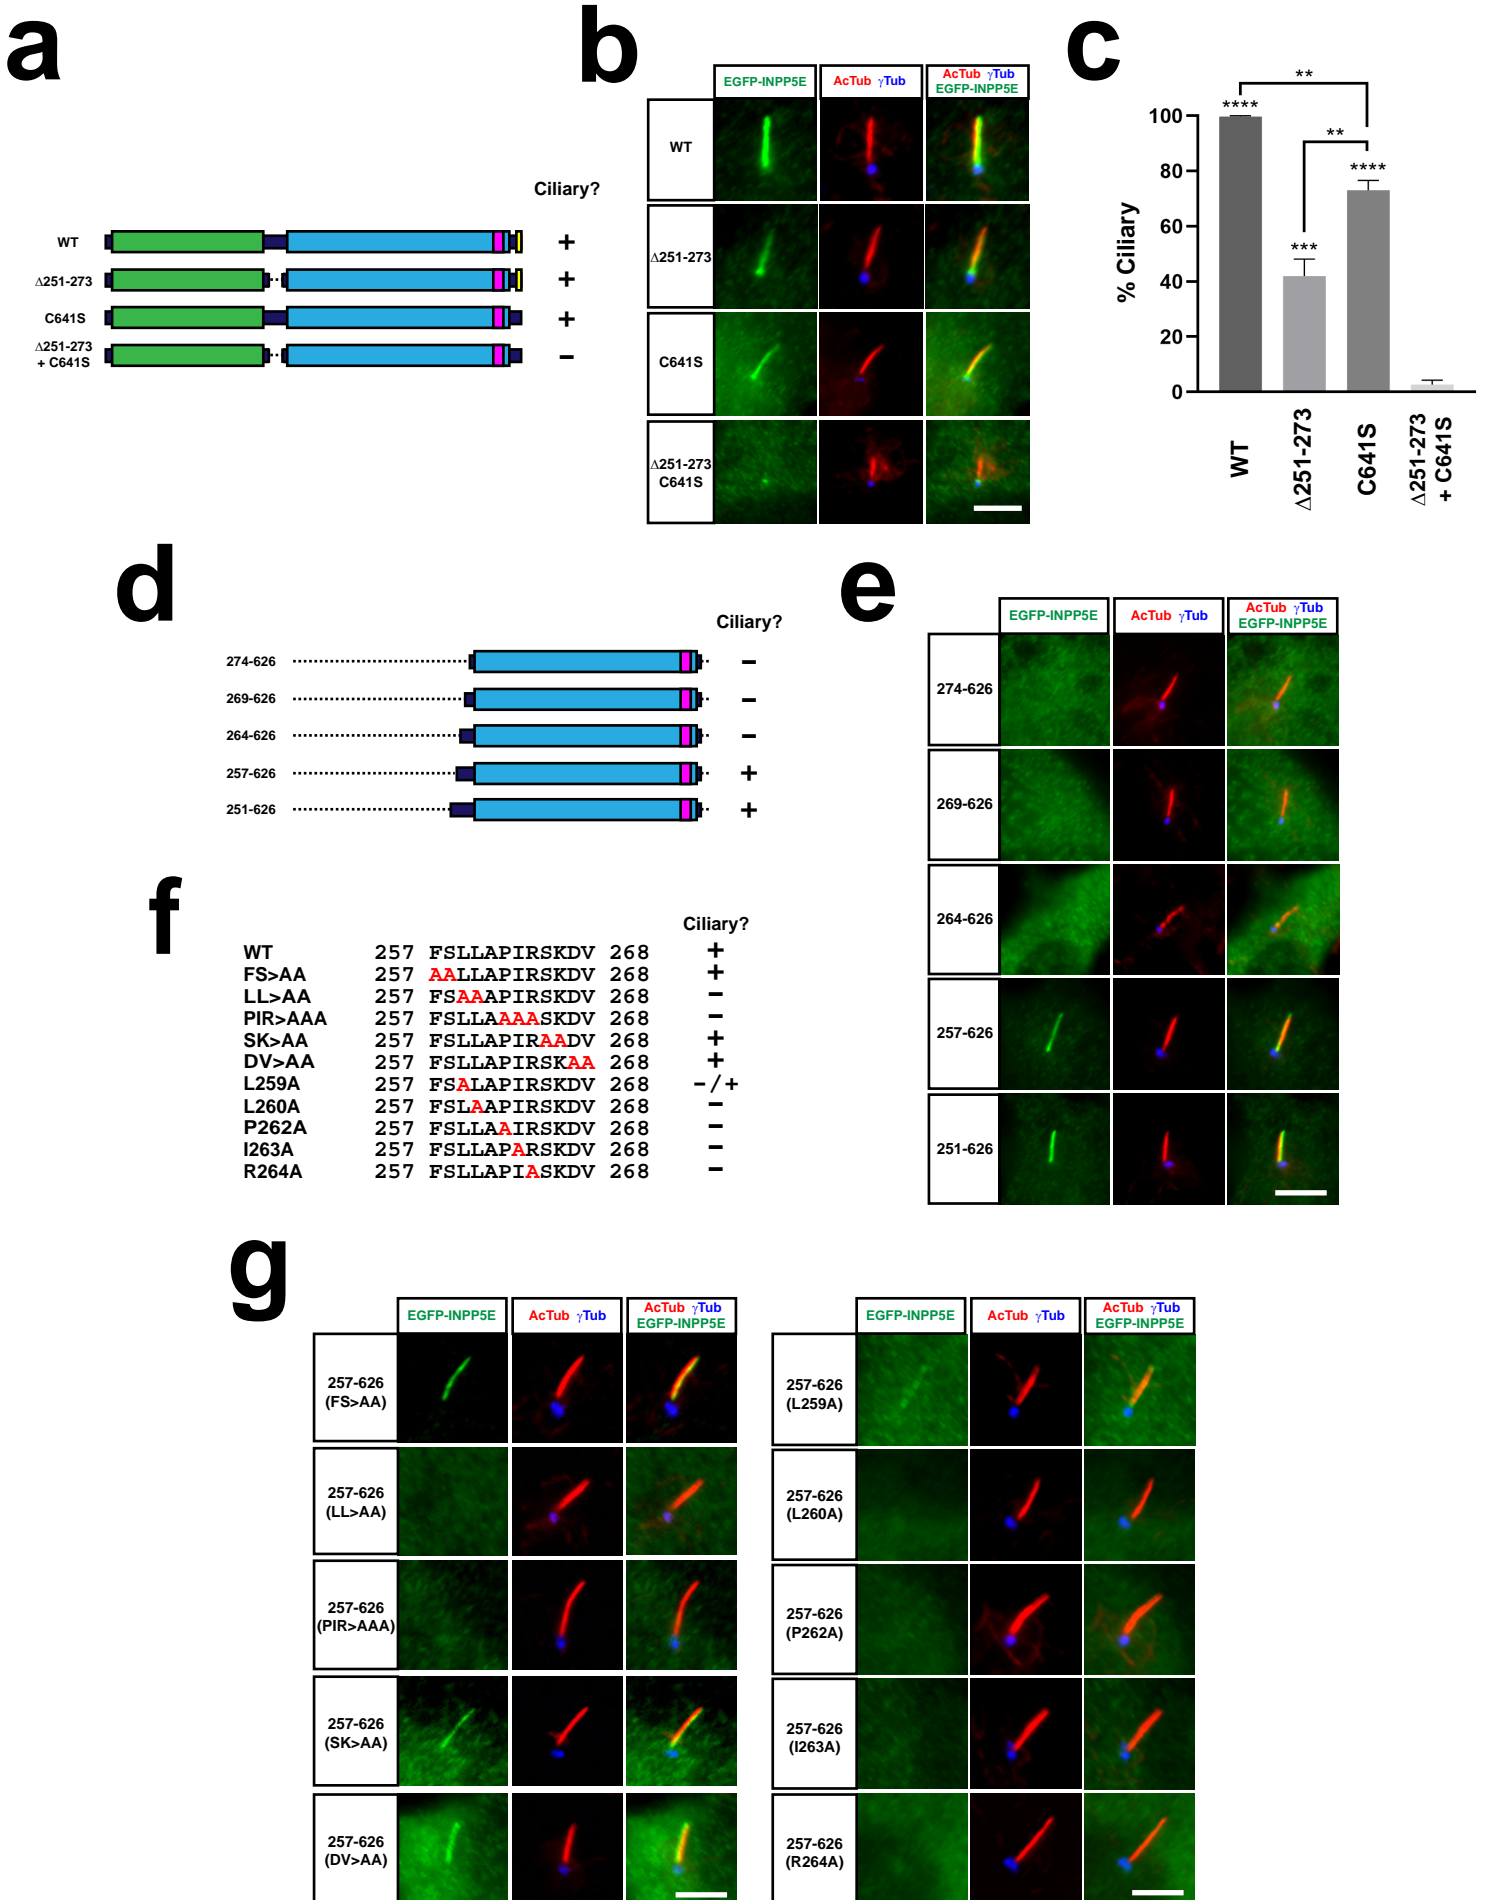 a
Ciliary?
WT +
Δ251-273 +
C641S +
Δ251-273
+ C641S −
b
EGFP-INPP5E
AcTub γTub
AcTub γTub
EGFP-INPP5E
WT
Δ251-273
C641S
Δ251-273
C641S
c
% Ciliary
100
80
60
40
20
0
**
**
****
***
****
WT
Δ251-273
C641S
Δ251-273
+ C641S
d
Ciliary?
274-626 −
269-626 −
264-626 −
257-626 +
251-626 +
e
EGFP-INPP5E
AcTub γTub
AcTub γTub
EGFP-INPP5E
274-626
269-626
264-626
257-626
251-626
f
Ciliary?
WT 257 FSLLAPIRSKDV 268 +
FS>AA 257 AALLAPIRSKDV 268 +
LL>AA 257 FSAAAPIRSKDV 268 −
PIR>AAA 257 FSLLAAAASKDV 268 −
SK>AA 257 FSLLAPIRAADV 268 +
DV>AA 257 FSLLAPIRSKAA 268 +
L259A 257 FSALAPIRSKDV 268 −/+
L260A 257 FSLAAPIRSKDV 268 −
P262A 257 FSLLAAIRSKDV 268 −
I263A 257 FSLLAPARSKDV 268 −
R264A 257 FSLLAPIASKDV 268 −
g
EGFP-INPP5E
AcTub γTub
AcTub γTub
EGFP-INPP5E
257-626
(FS>AA)
257-626
(LL>AA)
257-626
(PIR>AAA)
257-626
(SK>AA)
257-626
(DV>AA)
EGFP-INPP5E
AcTub γTub
AcTub γTub
EGFP-INPP5E
257-626
(L259A)
257-626
(L260A)
257-626
(P262A)
257-626
(I263A)
257-626
(R264A)